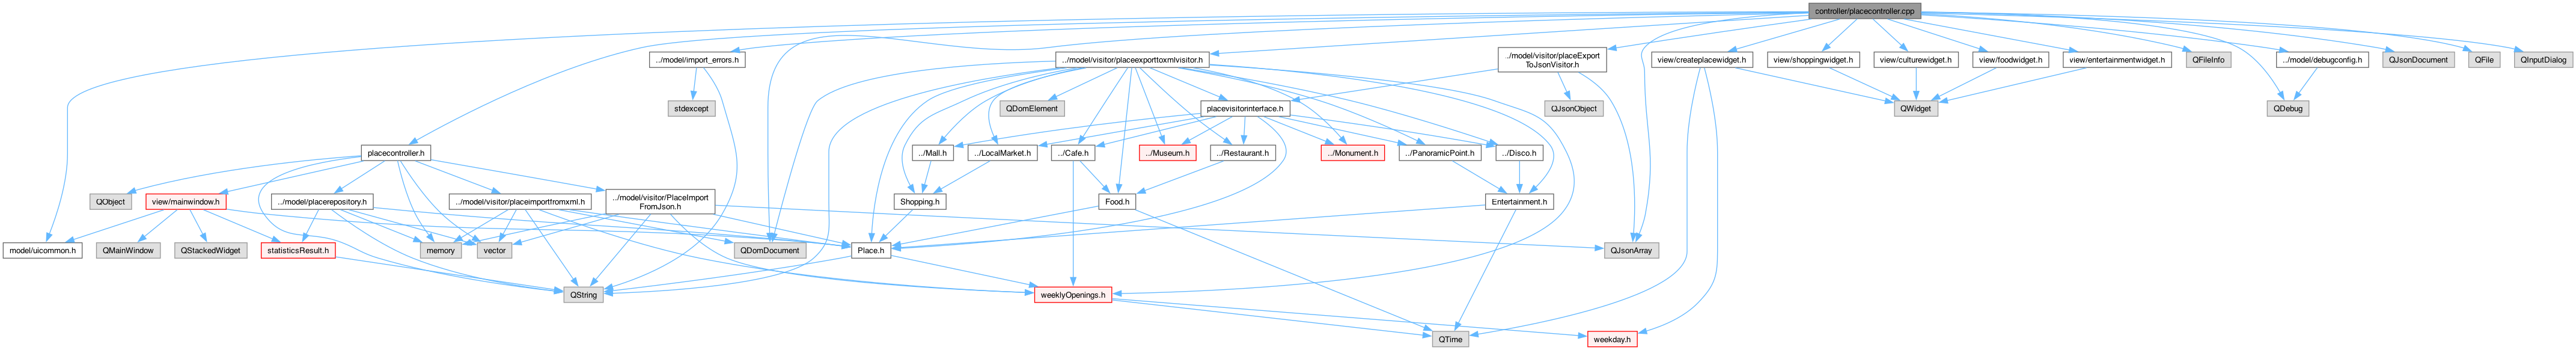 controller/placecontroller.cpp
../model/import_errors.h
../model/visitor/placeexporttoxmlvisitor.h
../model/visitor/placeExport
ToJsonVisitor.h
view/createplacewidget.h
view/shoppingwidget.h
view/culturewidget.h
view/foodwidget.h
view/entertainmentwidget.h
QFileInfo
../model/debugconfig.h
QJsonDocument
QFile
QInputDialog
stdexcept
QDomElement
placevisitorinterface.h
QJsonObject
QWidget
QDebug
placecontroller.h
../Mall.h
../LocalMarket.h
../Cafe.h
../Museum.h
../Restaurant.h
../Monument.h
../PanoramicPoint.h
../Disco.h
QObject
view/mainwindow.h
../model/placerepository.h
../model/visitor/placeimportfromxml.h
../model/visitor/PlaceImport
FromJson.h
Shopping.h
Food.h
Entertainment.h
model/uicommon.h
QMainWindow
QStackedWidget
statisticsResult.h
memory
vector
QDomDocument
Place.h
QJsonArray
QString
weeklyOpenings.h
QTime
weekday.h